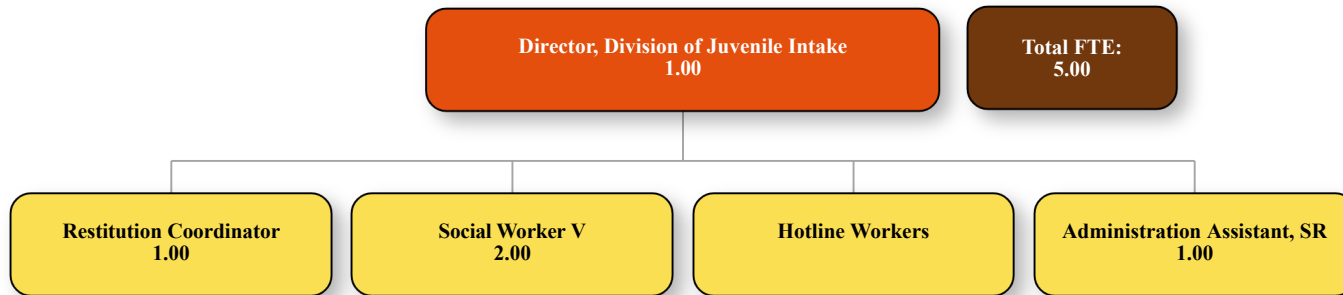 Director, Division of Juvenile Intake
1.00
Total FTE:
5.00
Restitution Coordinator
1.00
Social Worker V
2.00
Hotline Workers
Administration Assistant, SR
1.00